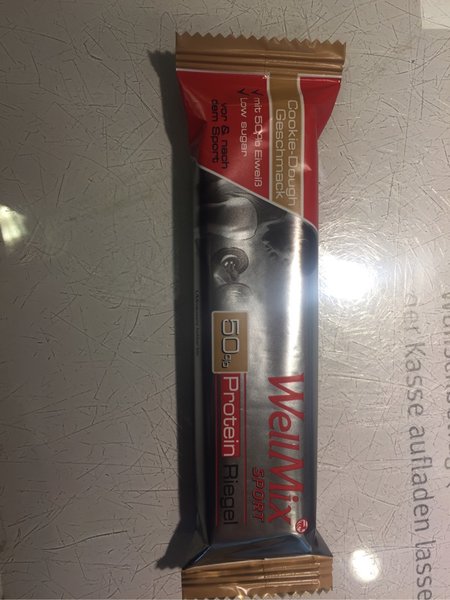 WellMix
SPORT
50%
Protein Riegel
Cookie-Dough
Geschmack
mit 50% Eiweiß
Low sugar
vor & nach
dem Sport
der Kasse aufladen lasse